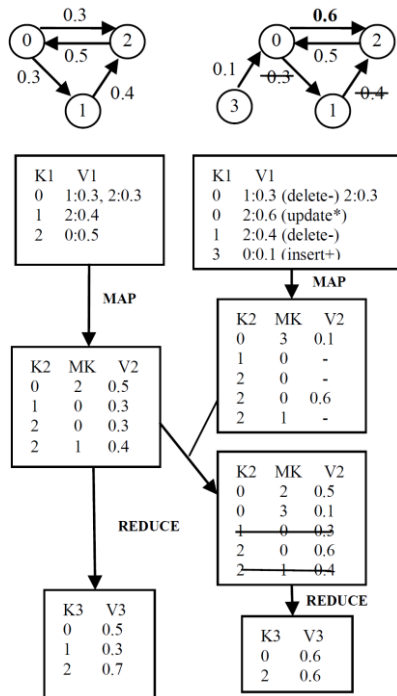 0.3
0 2
0.5
0.3
0.4
1
0.6
0 2
0.5
0.1
0.3
0.4
3
1
K1 V1
0 1:0.3, 2:0.3
1 2:0.4
2 0:0.5
K1 V1
0 1:0.3 (delete-) 2:0.3
0 2:0.6 (update*)
1 2:0.4 (delete-)
3 0:0.1 (insert+)
MAP
MAP
K2 MK V2
0 2 0.5
1 0 0.3
2 0 0.3
2 1 0.4
K2 MK V2
0 3 0.1
1 0 -
2 0 -
2 0 0.6
2 1 -
K2 MK V2
0 2 0.5
0 3 0.1
1 0 0.3
2 0 0.6
2 1 0.4
REDUCE
REDUCE
K3 V3
0 0.5
1 0.3
2 0.7
K3 V3
0 0.6
2 0.6